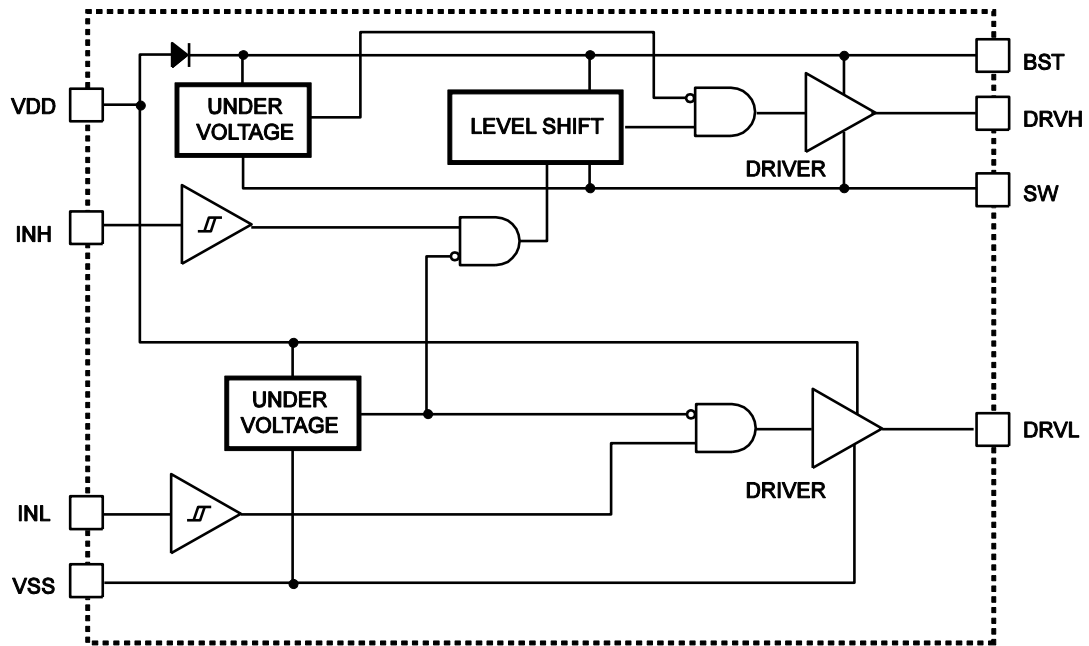 VDD
UNDER
VOLTAGE
LEVEL SHIFT
BST
DRVH
DRIVER
SW
INH
UNDER
VOLTAGE
DRVL
DRIVER
INL
VSS